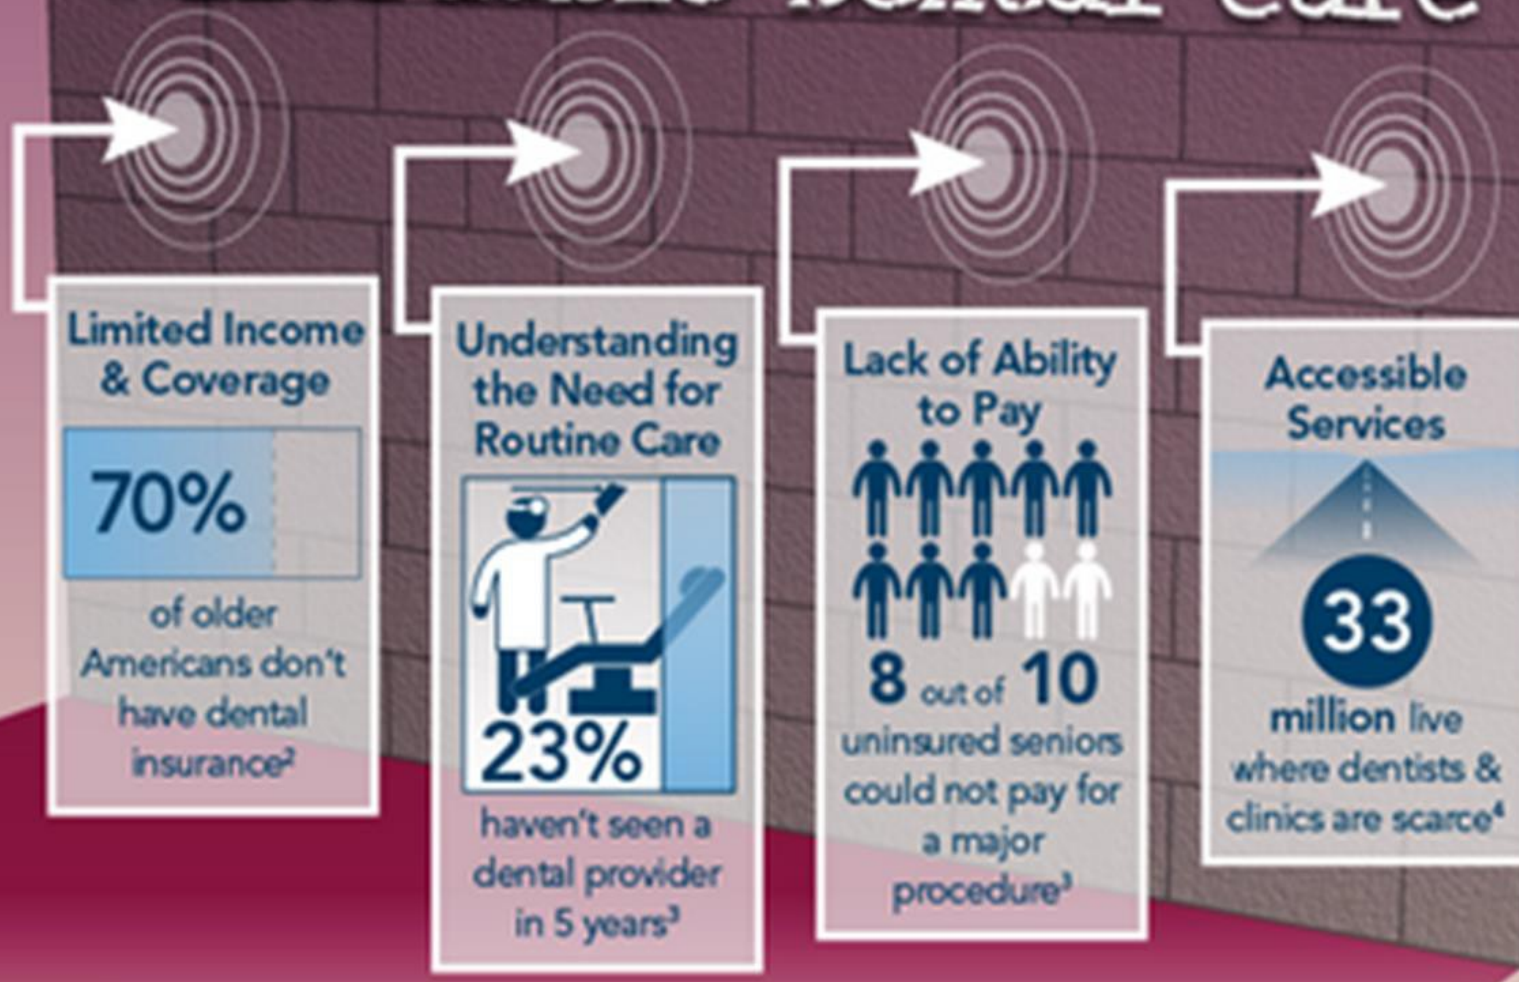 Dental Care
Limited Income
& Coverage
70%
of older
Americans don't
have dental
insurance²
Understanding
the Need for
Routine Care
23%
haven't seen a
dental provider
in 5 years³
Lack of Ability
to Pay
8 out of 10
uninsured seniors
could not pay for
a major
procedure³
Accessible
Services
33
million live
where dentists &
clinics are scarce⁴